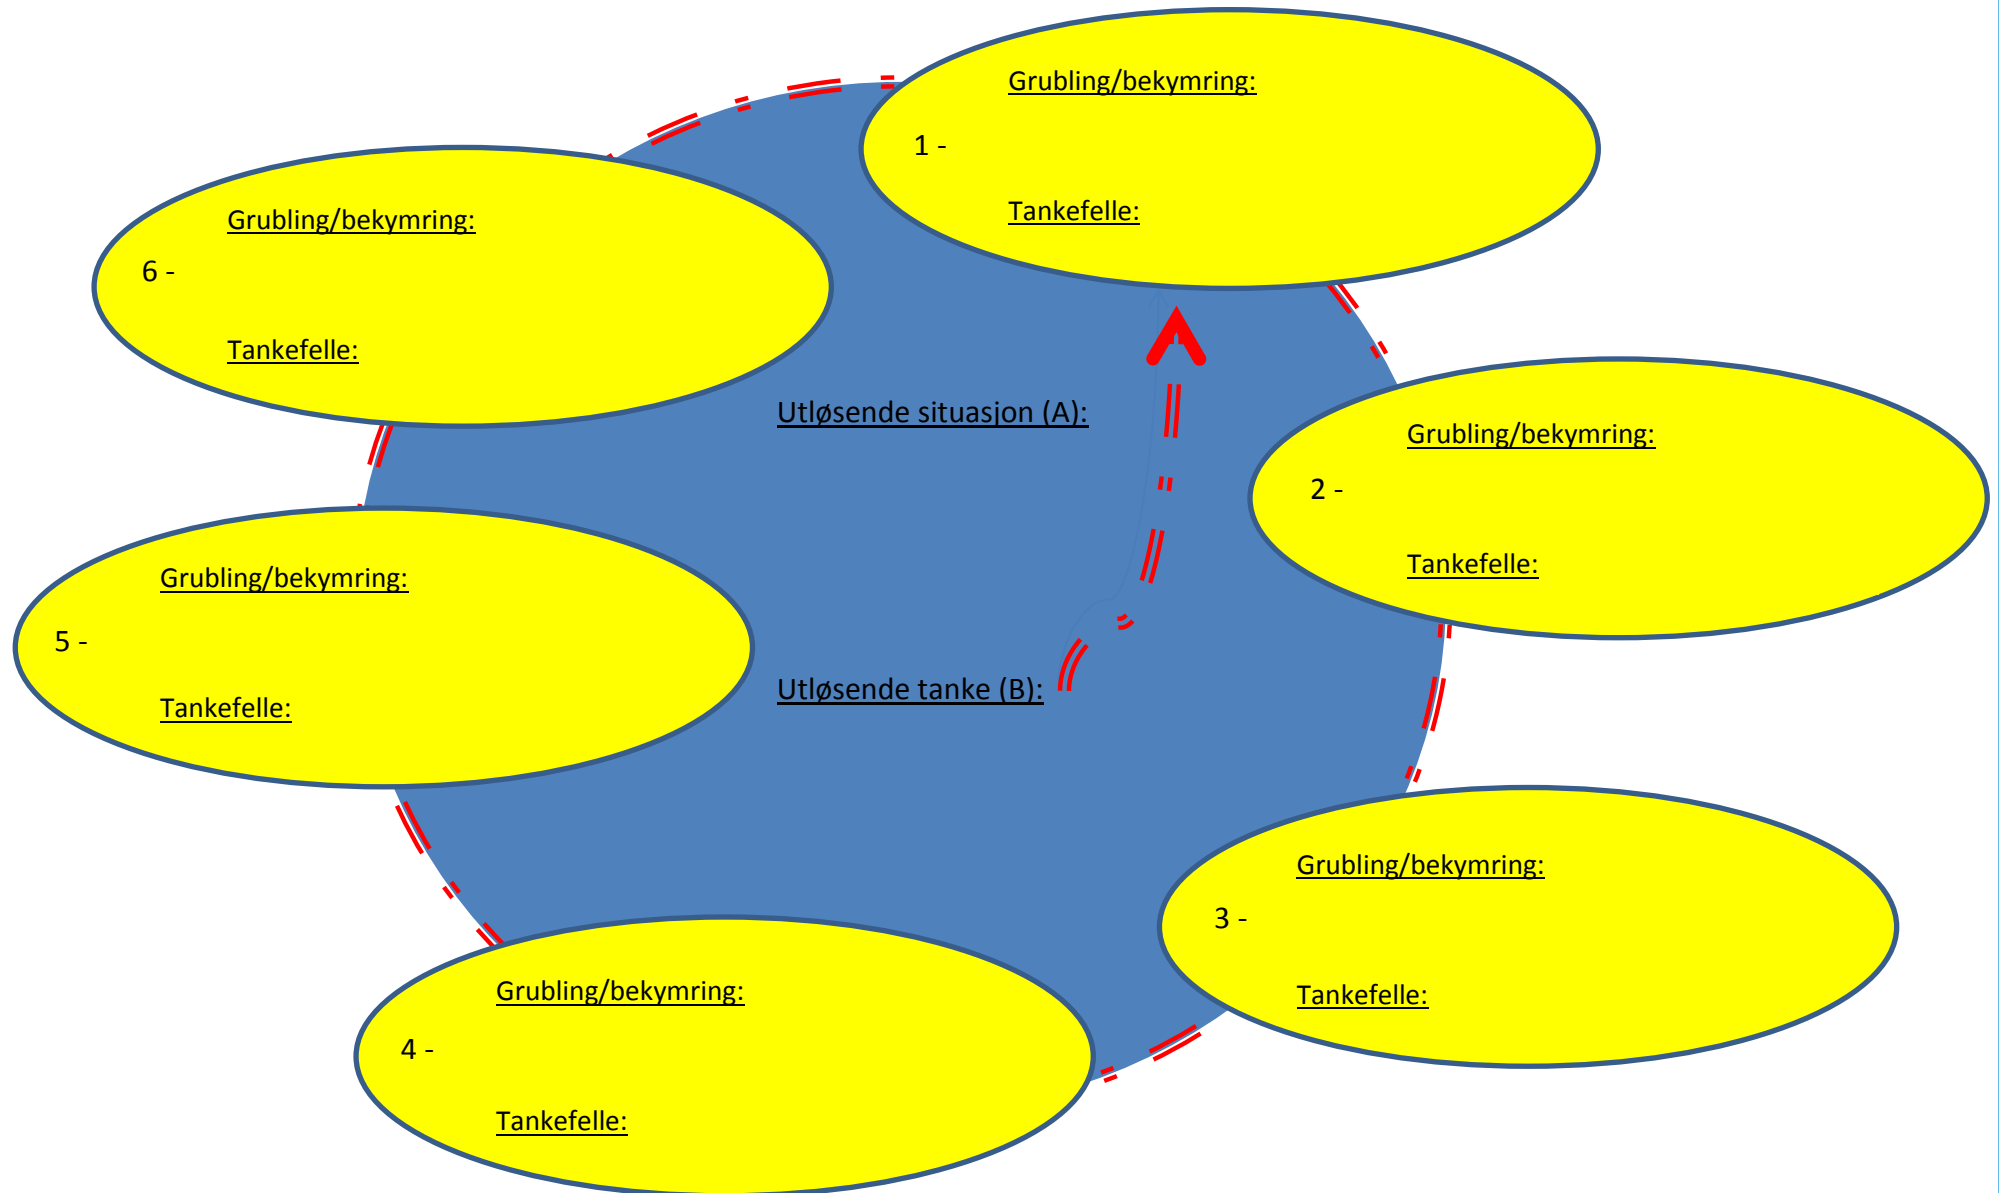 Grubling/bekymring:
1 -
Tankefelle:
Grubling/bekymring:
2 -
Tankefelle:
Grubling/bekymring:
3 -
Tankefelle:
Grubling/bekymring:
4 -
Tankefelle:
Grubling/bekymring:
5 -
Tankefelle:
Grubling/bekymring:
6 -
Tankefelle:
Utløsende situasjon (A):
Utløsende tanke (B):